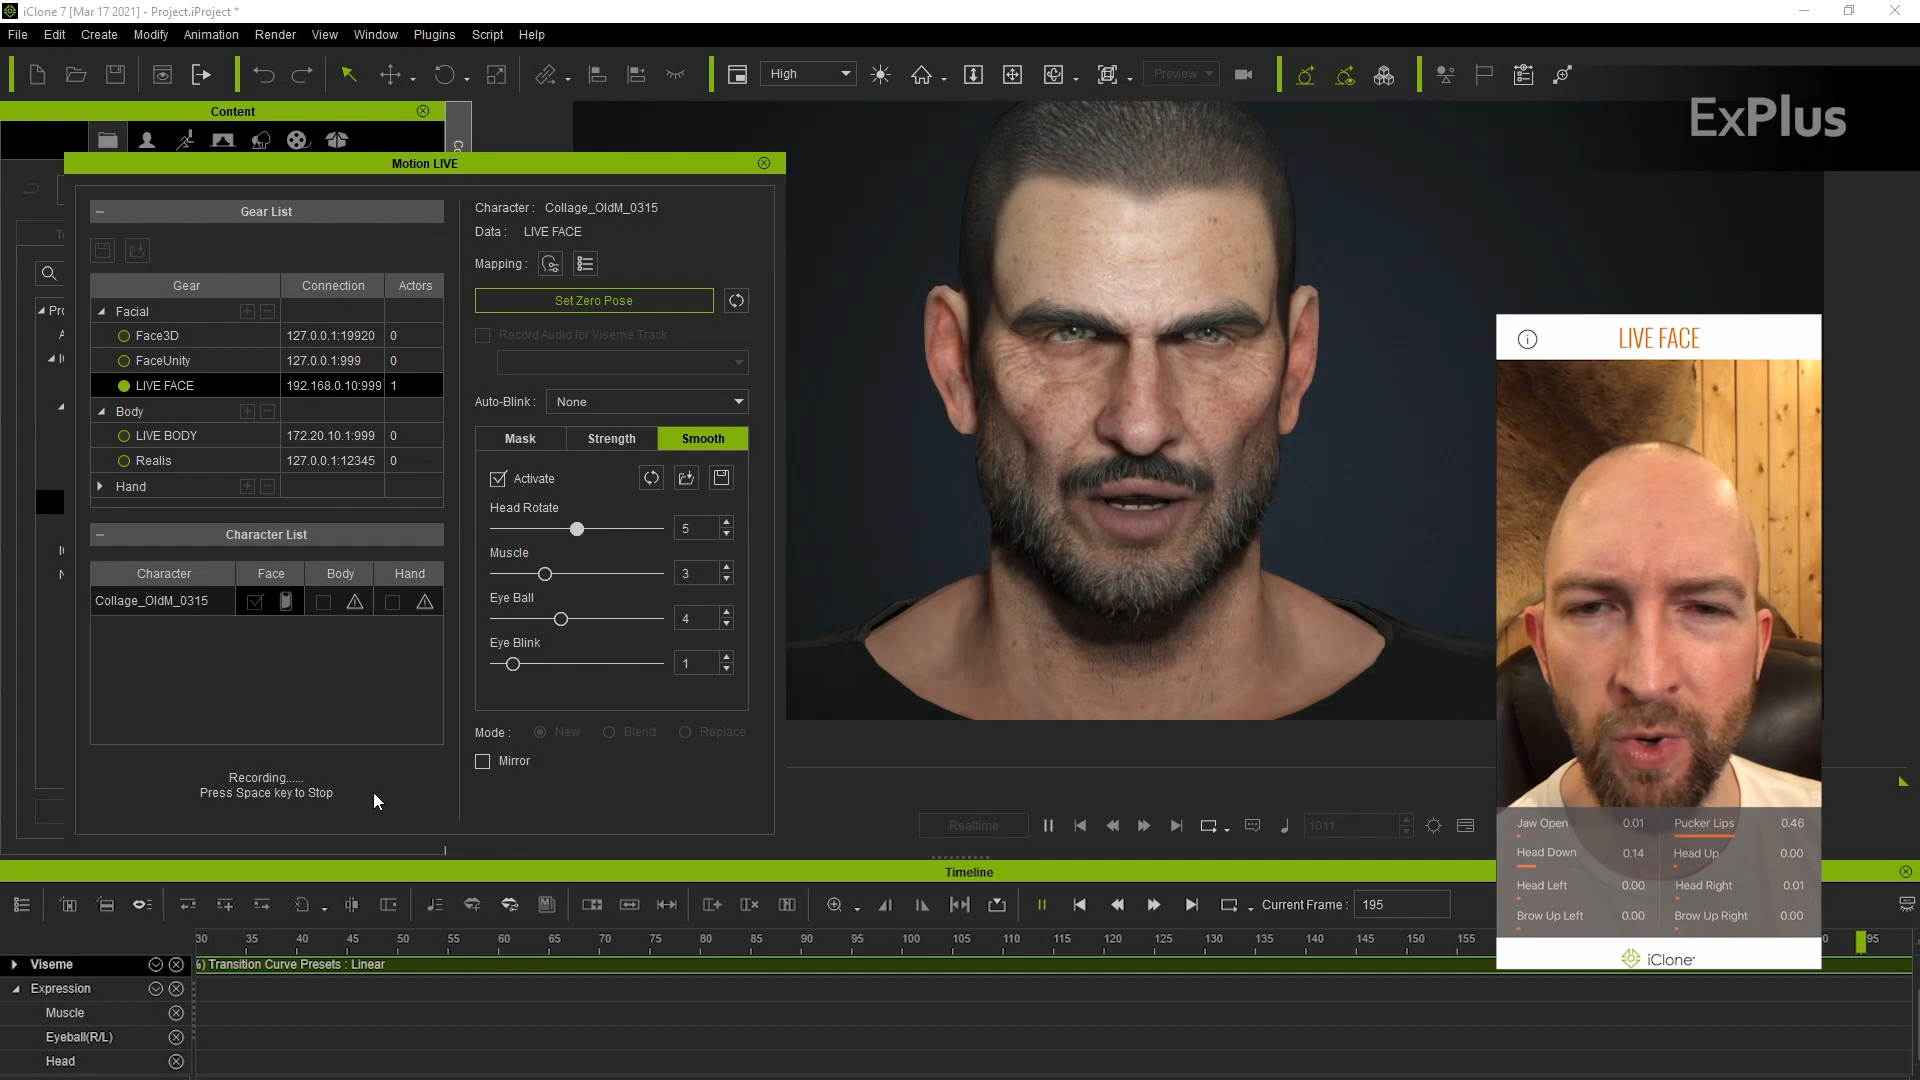 iClone 7 [Mar 17 2021] - Project.iProject *
File Edit Create Modify Animation Render View Window Plugins Script Help
High
Preview
ExPlus
Content
Motion LIVE
Gear List
Gear Connection Actors
Facial
Face3D 127.0.0.1:19920 0
FaceUnity 127.0.0.1:999 0
LIVE FACE 192.168.0.10:999 1
Body
LIVE BODY 172.20.10.1:999 0
Realis 127.0.0.1:12345 0
Hand
Character List
Character Face Body Hand
Collage_OldM_0315
Recording......
Press Space key to Stop
Character : Collage_OldM_0315
Data : LIVE FACE
Mapping :
Set Zero Pose
Record Audio for Viseme Track
Auto-Blink : None
Mask Strength Smooth
Activate
Head Rotate
5
Muscle
3
Eye Ball
4
Eye Blink
1
Mode : New Blend Replace
Mirror
LIVE FACE
Jaw Open 0.01 Pucker Lips 0.46
Head Down 0.14 Head Up 0.00
Head Left 0.00 Head Right 0.01
Brow Up Left 0.00 Brow Up Right 0.00
iClone
Realtime
1011
Timeline
Current Frame : 195
30 35 40 45 50 55 60 65 70 75 80 85 90 95 100 105 110 115 120 125 130 135 140 145 150 155
Viseme
) Transition Curve Presets : Linear
Expression
Muscle
Eyeball(R/L)
Head